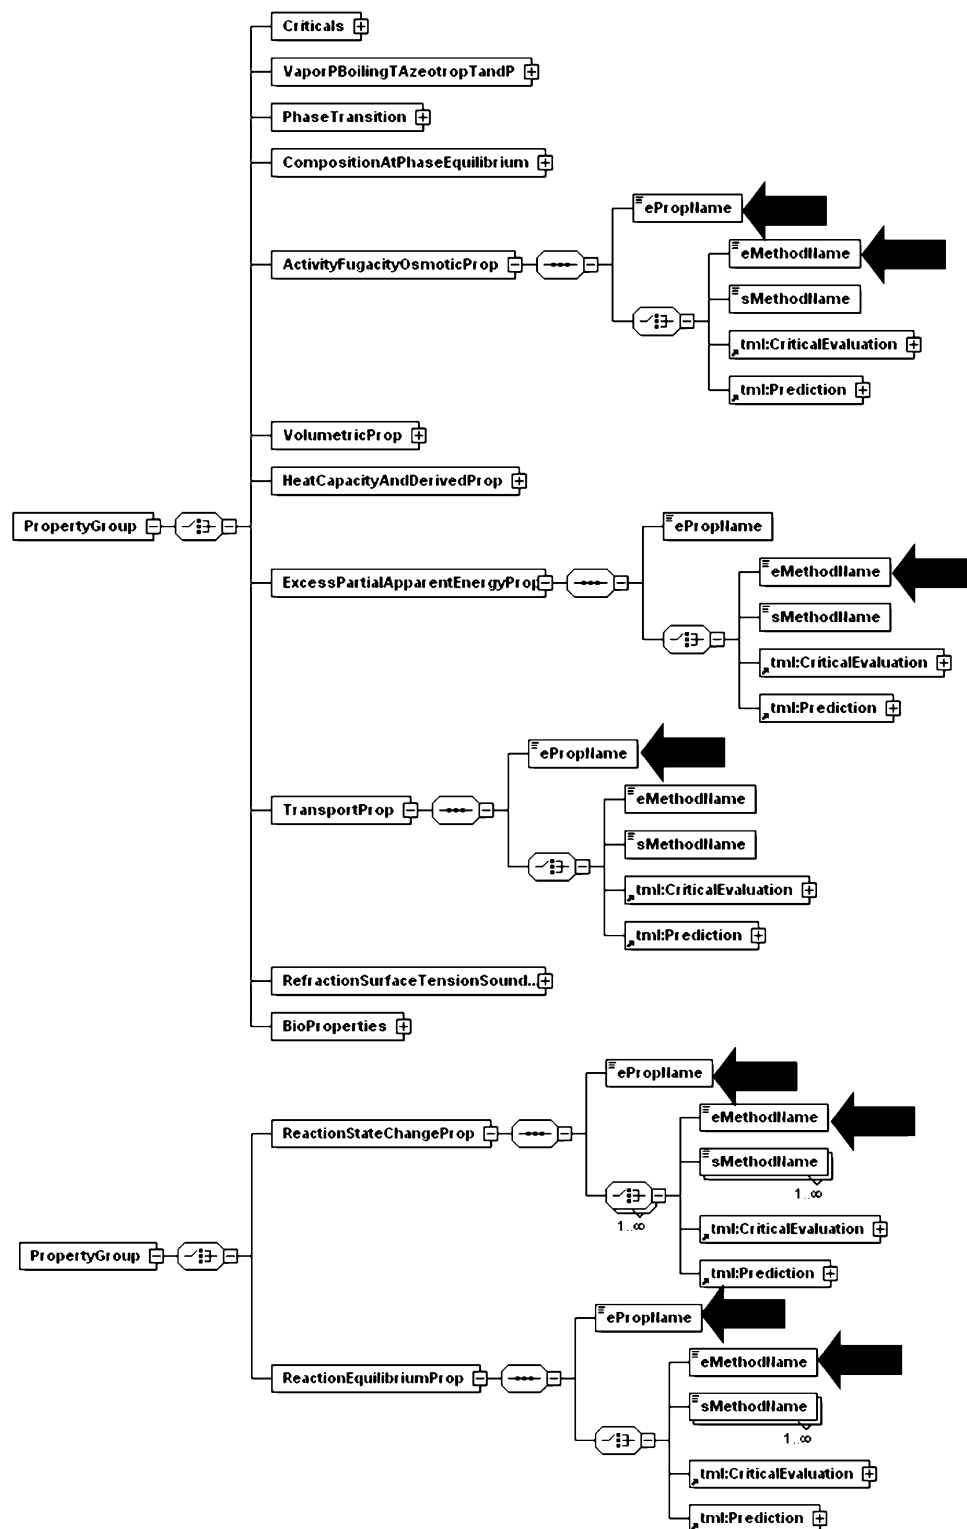 Criticals
VaporPBoilingTAzeotropTandP
PhaseTransition
CompositionAtPhaseEquilibrium
ePropName
eMethodName
ActivityFugacityOsmoticProp
sMethodName
tml:CriticalEvaluation
tml:Prediction
VolumetricProp
HeatCapacityAndDerivedProp
PropertyGroup
ePropName
eMethodName
ExcessPartialApparentEnergyProp
sMethodName
tml:CriticalEvaluation
tml:Prediction
ePropName
eMethodName
TransportProp
sMethodName
tml:CriticalEvaluation
tml:Prediction
RefractionSurfaceTensionSound...
BioProperties
ePropName
eMethodName
ReactionStateChangeProp
sMethodName
1..∞
1..∞
tml:CriticalEvaluation
PropertyGroup
tml:Prediction
ePropName
eMethodName
ReactionEquilibriumProp
sMethodName
1..∞
tml:CriticalEvaluation
tml:Prediction